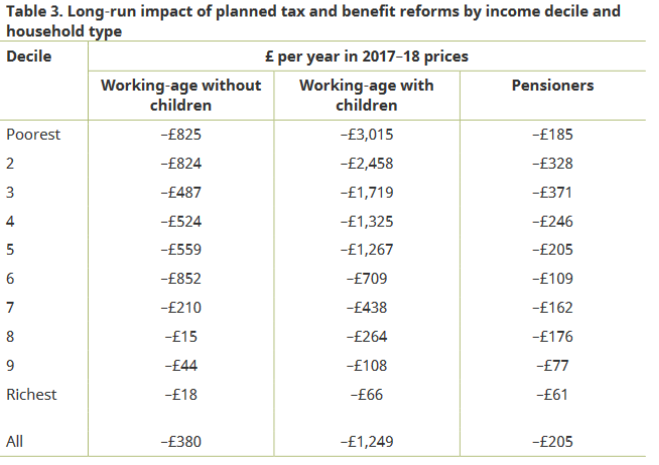 Table 3. Long-run impact of planned tax and benefit reforms by income decile and
household type
Decile £ per year in 2017–18 prices
Working-age without children Working-age with children Pensioners
Poorest –£825 –£3,015 –£185
2 –£824 –£2,458 –£328
3 –£487 –£1,719 –£371
4 –£524 –£1,325 –£246
5 –£559 –£1,267 –£205
6 –£852 –£709 –£109
7 –£210 –£438 –£162
8 –£15 –£264 –£176
9 –£44 –£108 –£77
Richest –£18 –£66 –£61
All –£380 –£1,249 –£205